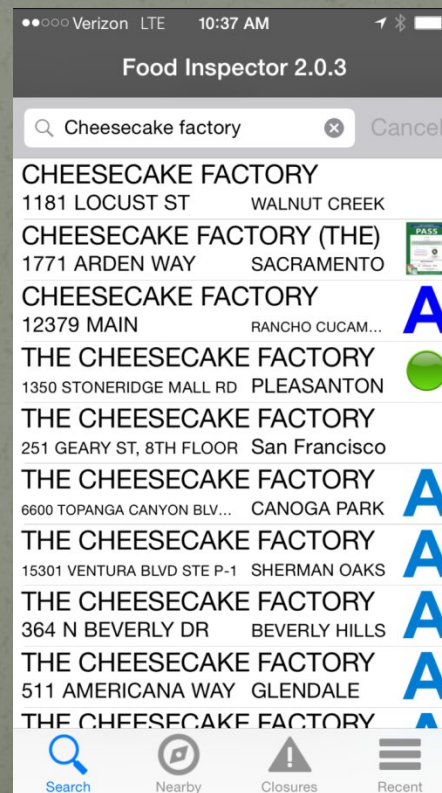 Verizon LTE 10:37 AM
Food Inspector 2.0.3
Cheesecake factory Cancel
CHEESECAKE FACTORY
1181 LOCUST ST WALNUT CREEK
CHEESECAKE FACTORY (THE)
1771 ARDEN WAY SACRAMENTO
PASS
CHEESECAKE FACTORY
12379 MAIN RANCHO CUCAM...
A
THE CHEESECAKE FACTORY
1350 STONERIDGE MALL RD PLEASANTON
THE CHEESECAKE FACTORY
251 GEARY ST, 8TH FLOOR San Francisco
THE CHEESECAKE FACTORY
6600 TOPANGA CANYON BLV... CANOGA PARK
A
THE CHEESECAKE FACTORY
15301 VENTURA BLVD STE P-1 SHERMAN OAKS
A
THE CHEESECAKE FACTORY
364 N BEVERLY DR BEVERLY HILLS
A
THE CHEESECAKE FACTORY
511 AMERICANA WAY GLENDALE
A
THE CHEESECAKE FACTORY
A
Search Nearby Closures Recent